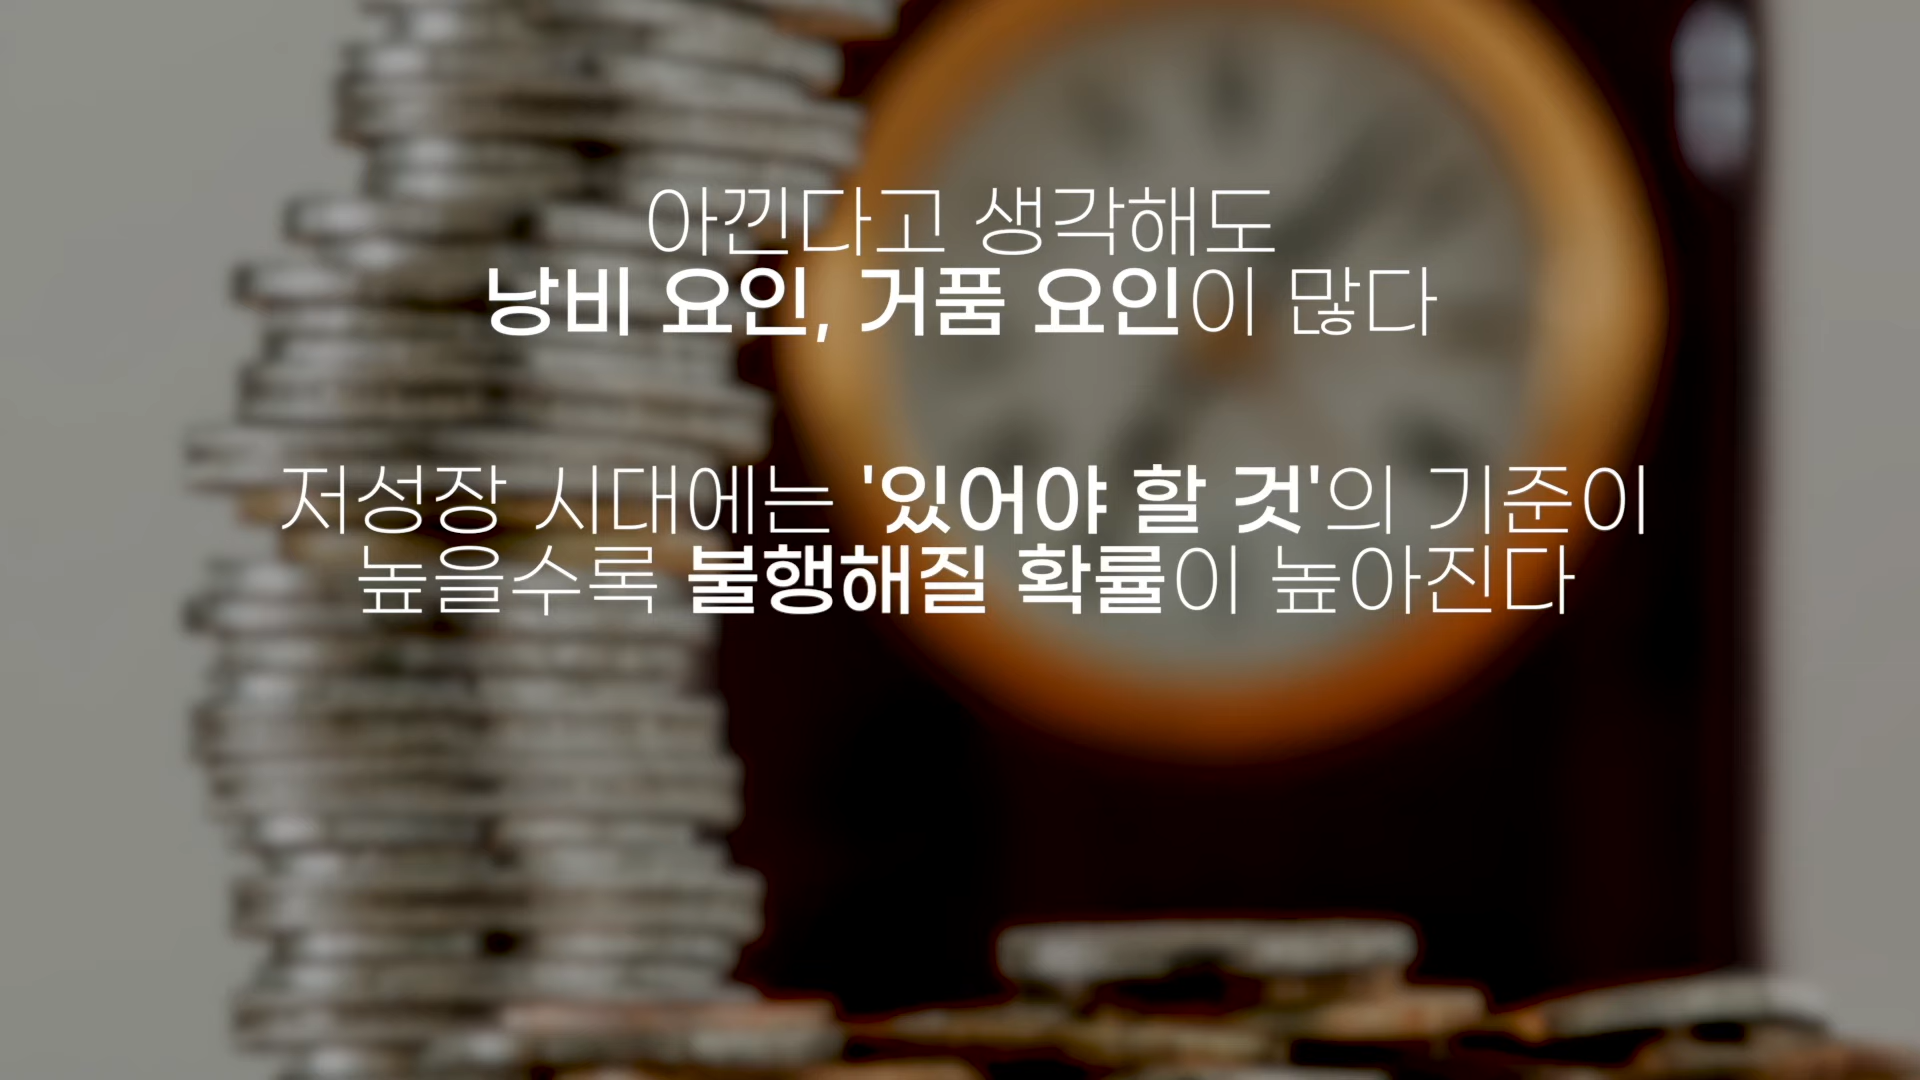 아낀다고 생각해도
낭비 요인, 거품 요인이 많다
저성장 시대에는 '있어야 할 것'의 기준이
높을수록 불행해질 확률이 높아진다